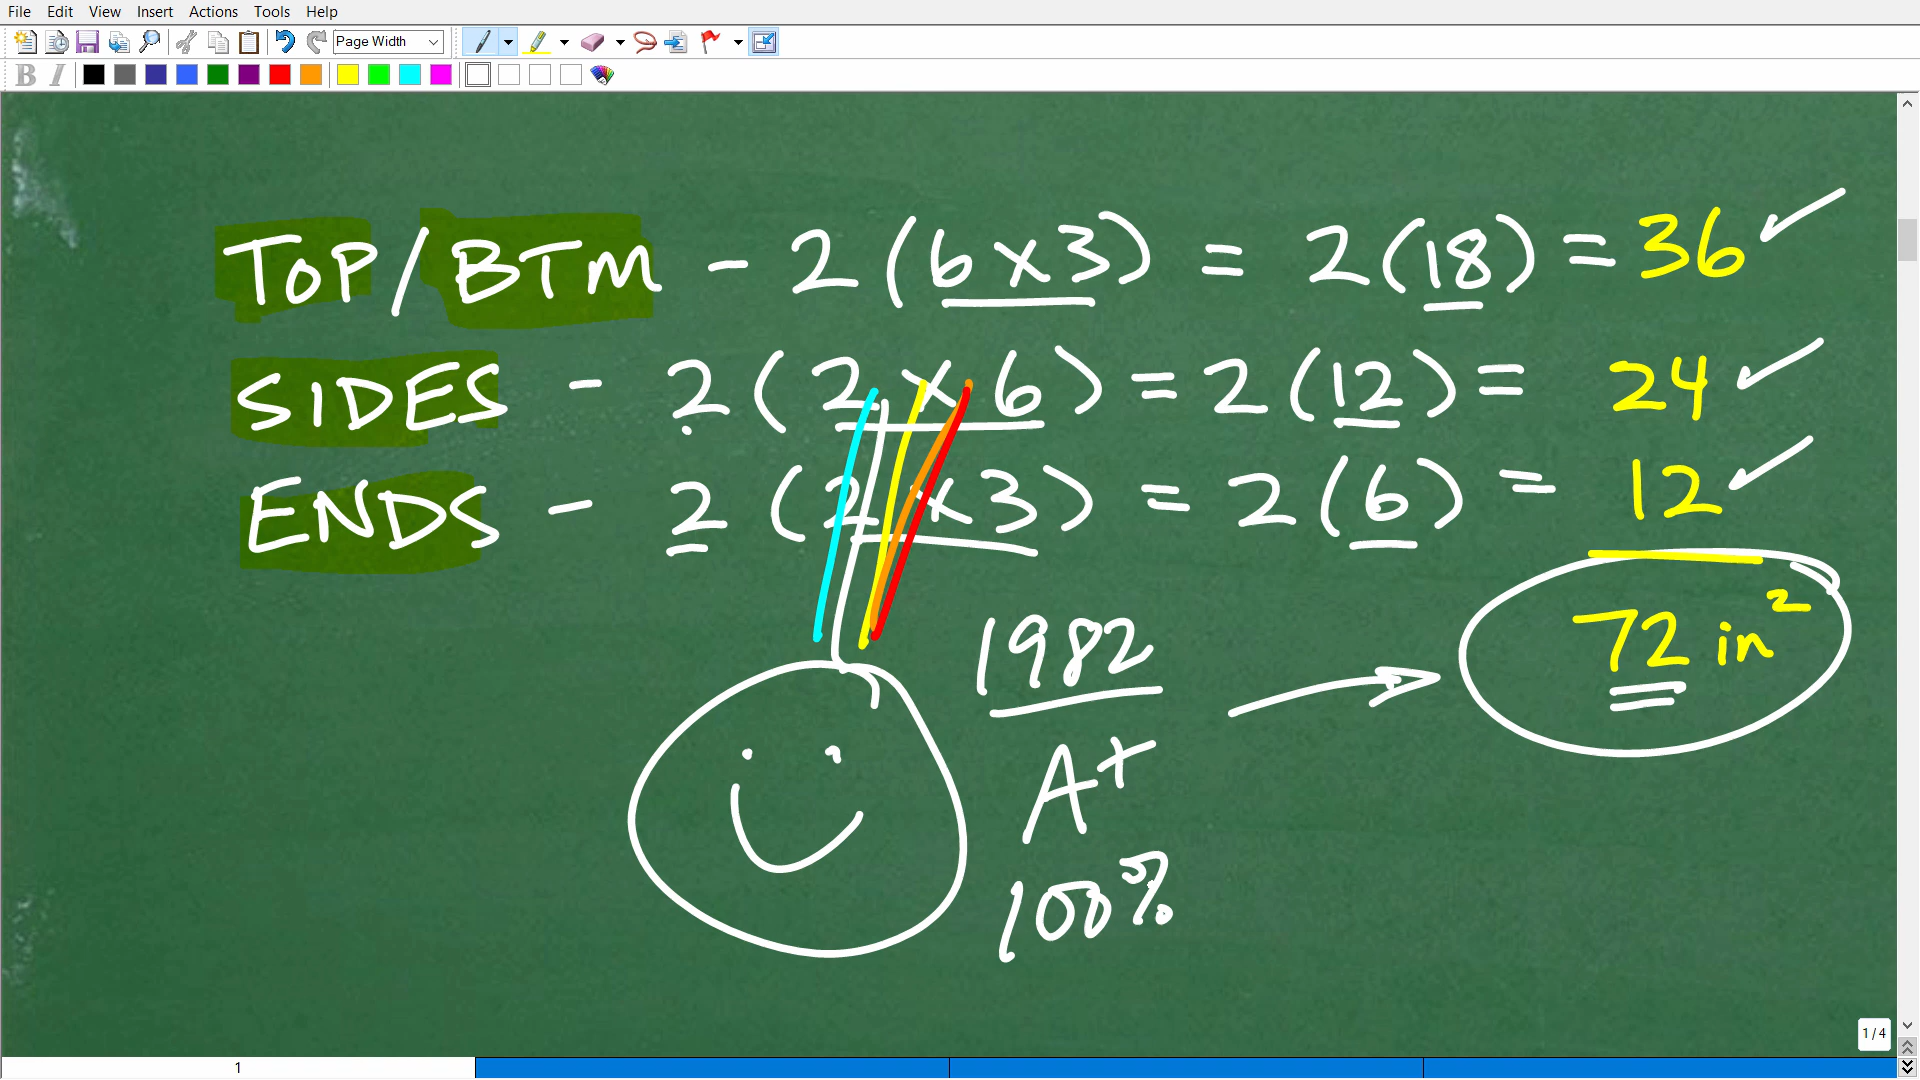 File Edit View Insert Actions Tools Help
Page Width
B I
TOP/BTM - 2(6x3) = 2(18) = 36
SIDES - 2(2x6) = 2(12) = 24
ENDS - 2(2x3) = 2(6) = 12
72 in²
1982
A+
100%
1/4
1